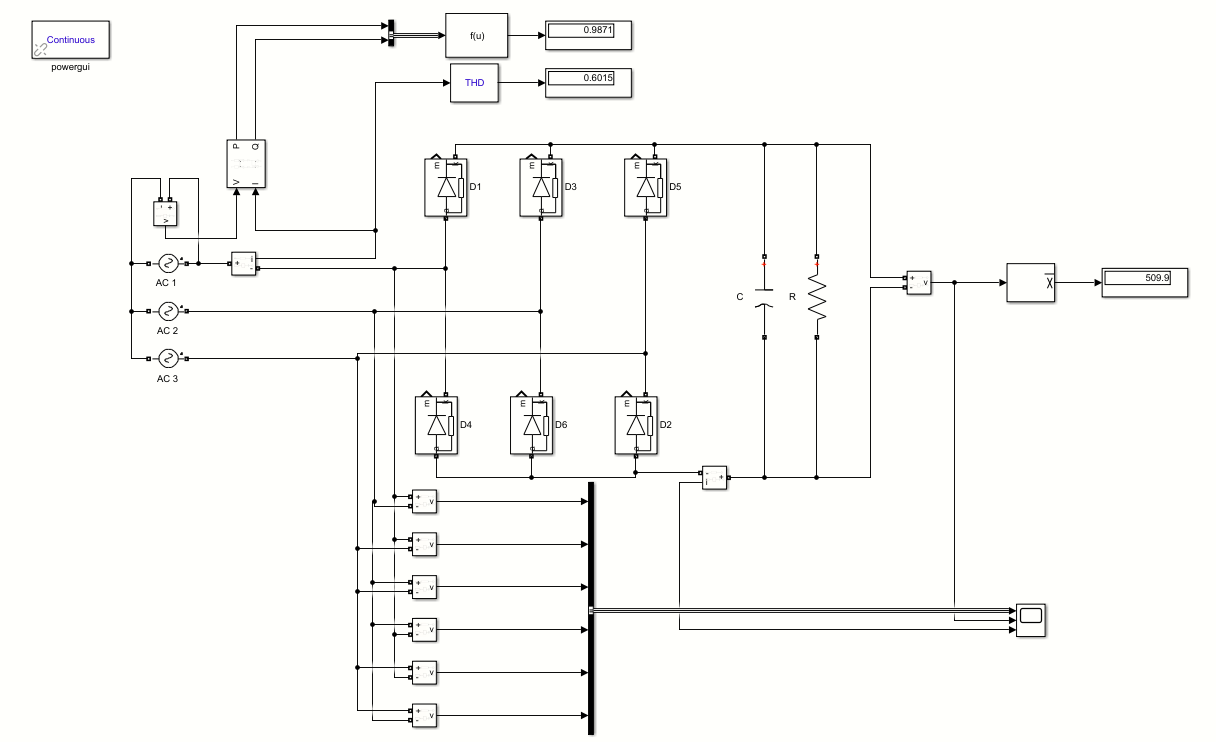 Continuous
powergui
f(u)
0.9871
THD
0.6015
P
Q
V
I
m
k
a
D1
m
k
a
D3
m
k
a
D5
-
+
v
+
i
-
AC 1
AC 2
AC 3
C
R
+
-
v
X
509.9
m
k
a
D4
m
k
a
D6
m
k
a
D2
-
i
+
+
-
v
+
-
v
+
-
v
+
-
v
+
-
v
+
-
v